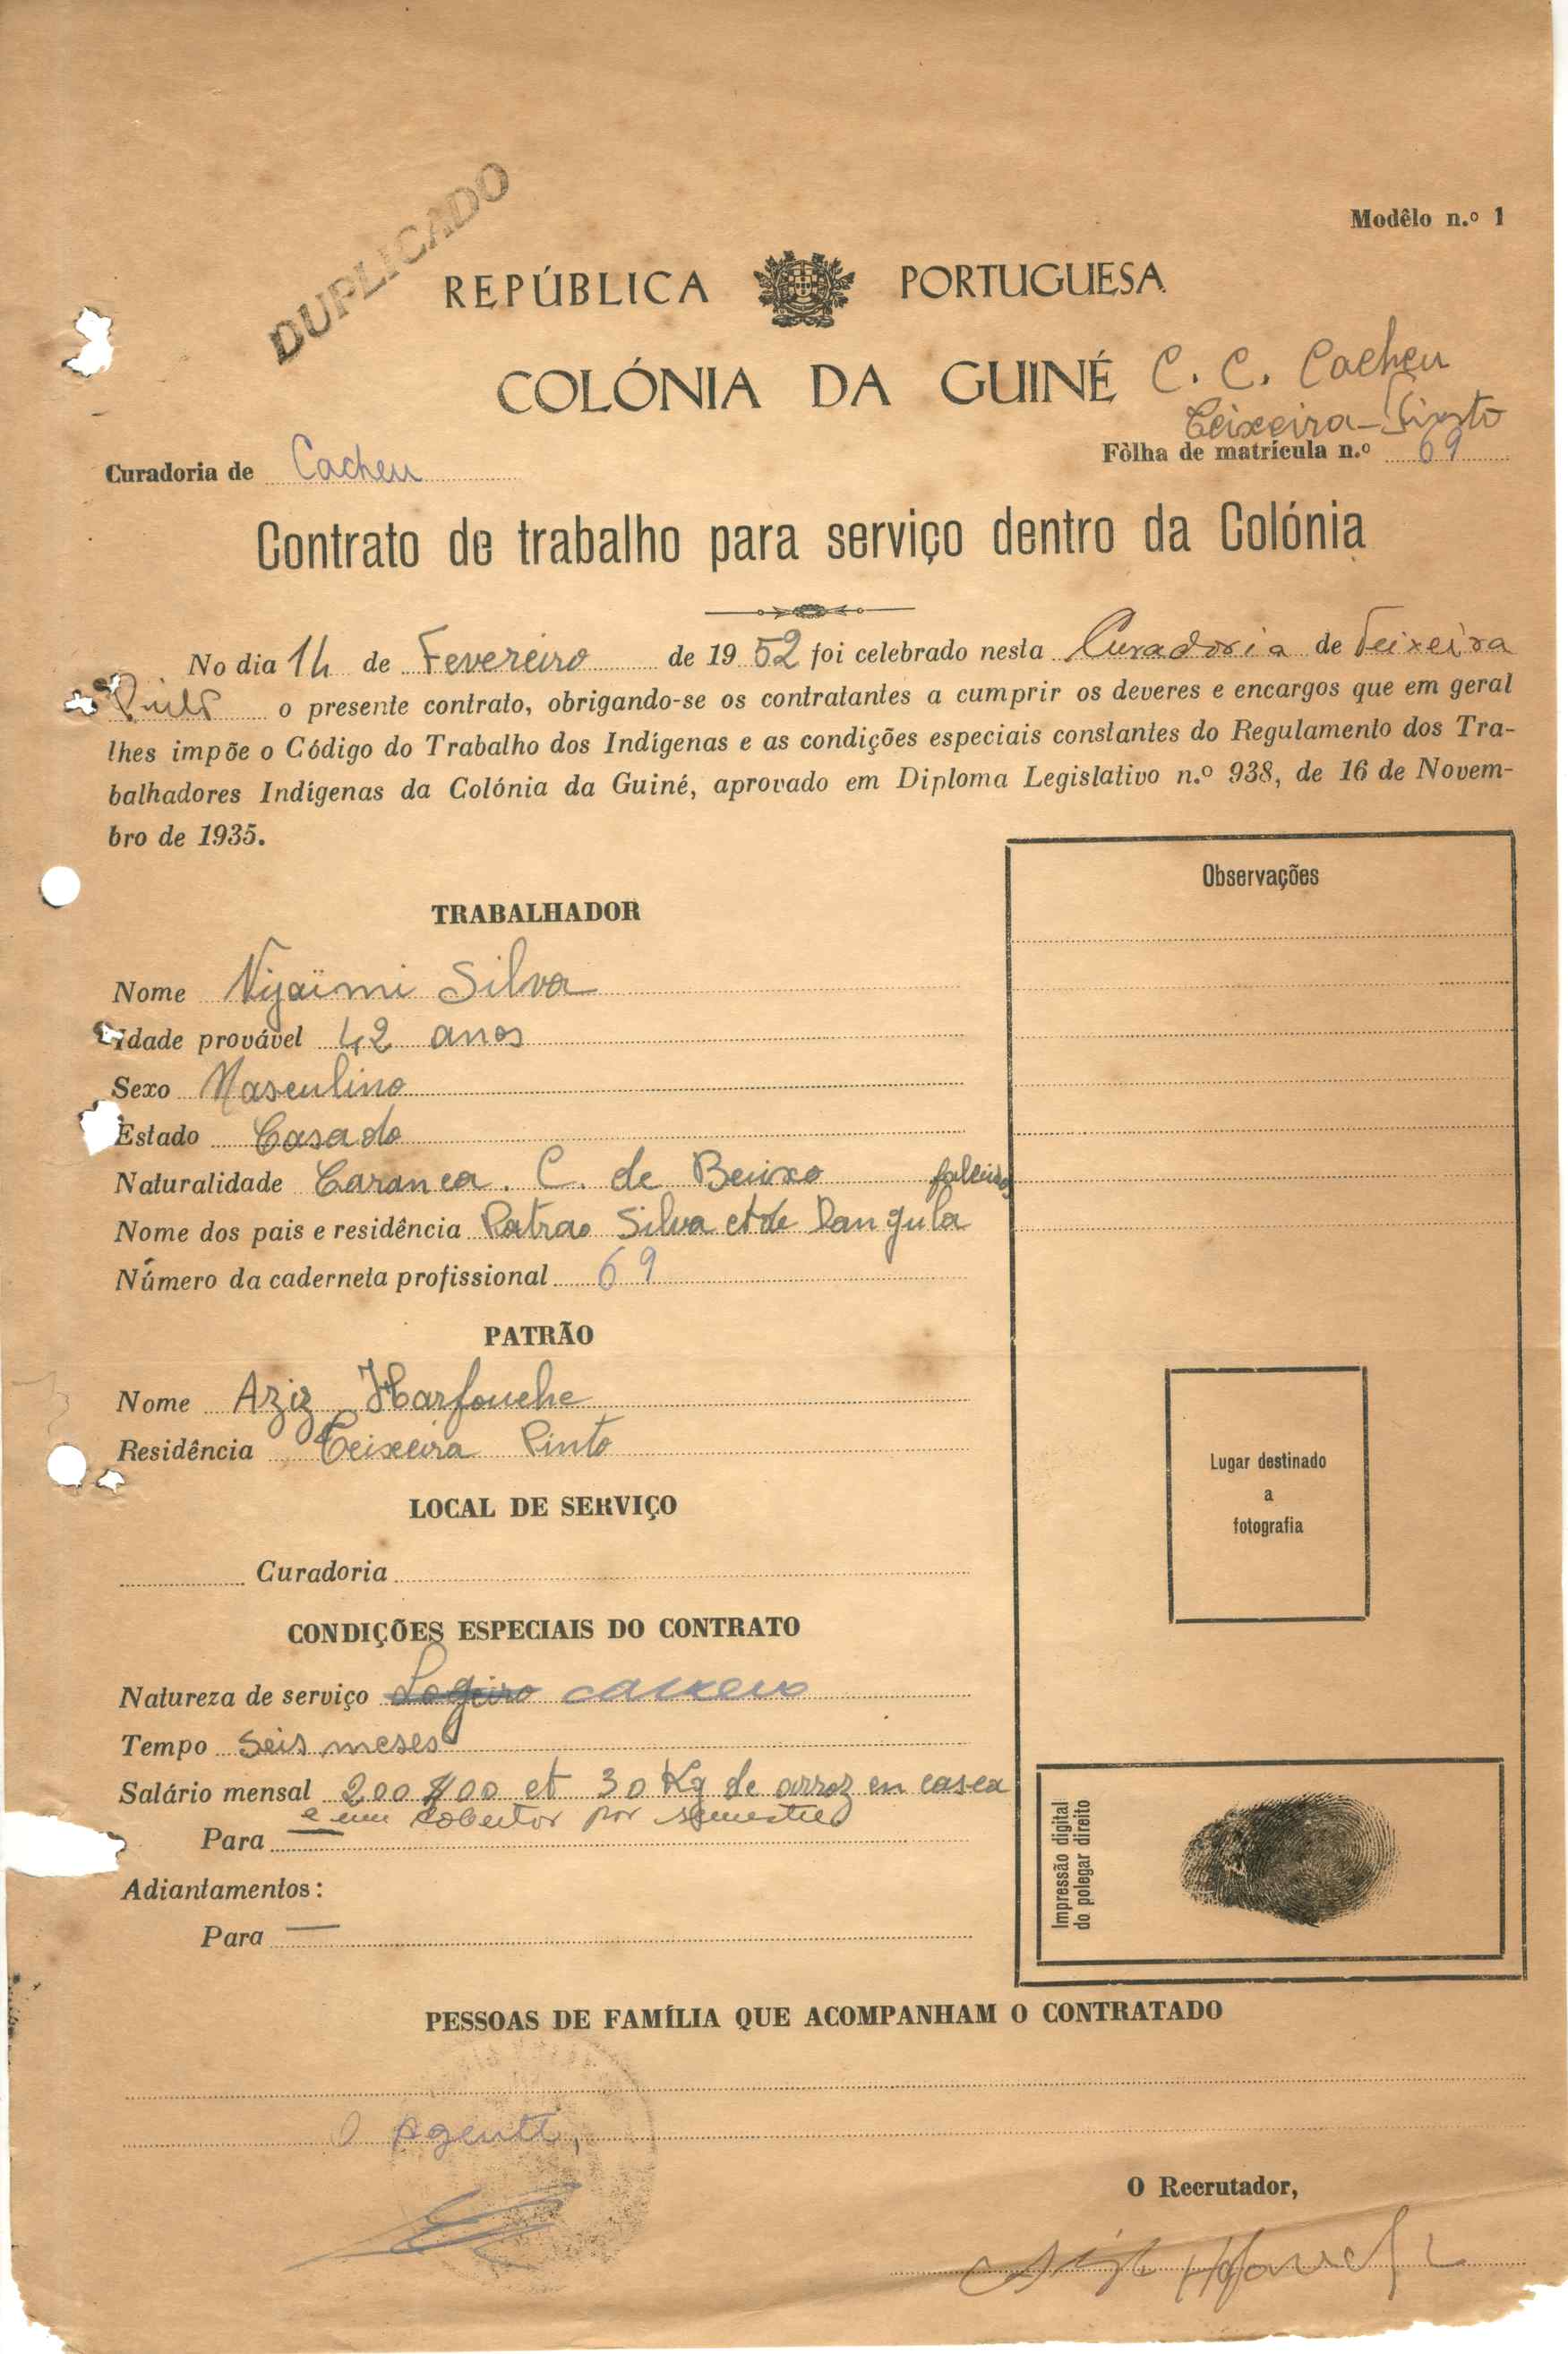 DUPLICADO
Modêlo n.º 1
REPÚBLICA PORTUGUESA
COLÓNIA DA GUINÉ C. C. Cacheu
Teixeira-Pinto
Curadoria de Cacheu
Fôlha de matrícula n.º 69
Contrato de trabalho para serviço dentro da Colónia
No dia 14 de Fevereiro de 1952 foi celebrado nesta Curadoria de Teixeira
Pinto o presente contrato, obrigando-se os contratantes a cumprir os deveres e encargos que em geral
lhes impõe o Código do Trabalho dos Indígenas e as condições especiais constantes do Regulamento dos Tra-
balhadores Indígenas da Colónia da Guiné, aprovado em Diploma Legislativo n.º 938, de 16 de Novem-
bro de 1935.
Observações
TRABALHADOR
Nome Silva
Idade provável 42 anos
Sexo Masculino
Estado Casado
Naturalidade C. de
Nome dos pais e residência Patrao Silva et de Dangula
Número da caderneta profissional 69
PATRÃO
Nome Aziz Harfouche
Residência Teixeira Pinto
LOCAL DE SERVIÇO
Curadoria
Lugar destinado
a
fotografia
CONDIÇÕES ESPECIAIS DO CONTRATO
Natureza de serviço Logeiro caixeiro
Tempo Seis meses
Salário mensal 200$00 et 30 Kg de arroz en casca
e um cobertor por semestre
Para —
Adiantamentos:
Para —
Impressão digital
do polegar direito
PESSOAS DE FAMÍLIA QUE ACOMPANHAM O CONTRATADO
O Agente,
O Recrutador,